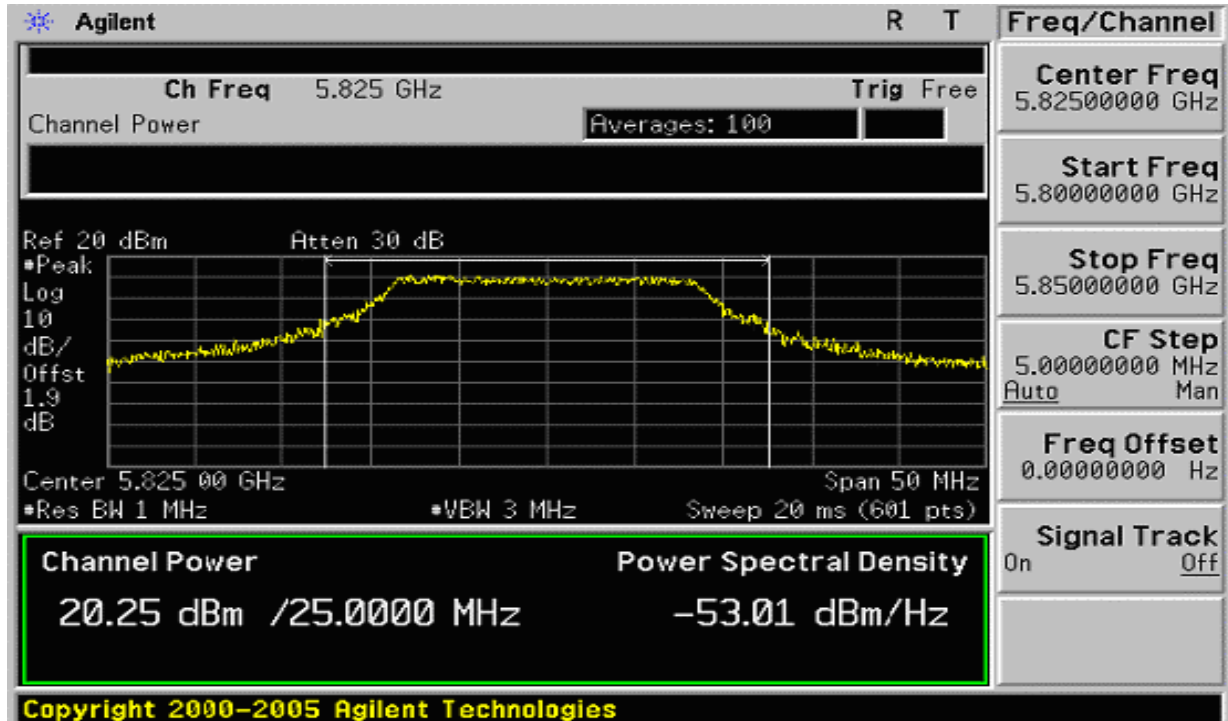 Agilent R T Freq/Channel
Ch Freq 5.825 GHz Trig Free
Channel Power Averages: 100
Ref 20 dBm Atten 30 dB
#Peak
Log
10
dB/
Offst
1.9
dB
Center 5.825 00 GHz Span 50 MHz
#Res BW 1 MHz #VBW 3 MHz Sweep 20 ms (601 pts)
Channel Power Power Spectral Density
20.25 dBm /25.0000 MHz -53.01 dBm/Hz
Copyright 2000-2005 Agilent Technologies
Center Freq
5.82500000 GHz
Start Freq
5.80000000 GHz
Stop Freq
5.85000000 GHz
CF Step
5.00000000 MHz
Auto Man
Freq Offset
0.00000000 Hz
Signal Track
On Off